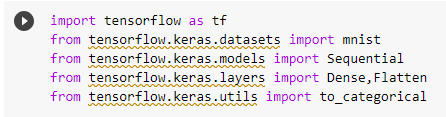 import tensorflow as tf
from tensorflow.keras.datasets import mnist
from tensorflow.keras.models import Sequential
from tensorflow.keras.layers import Dense,Flatten
from tensorflow.keras.utils import to_categorical